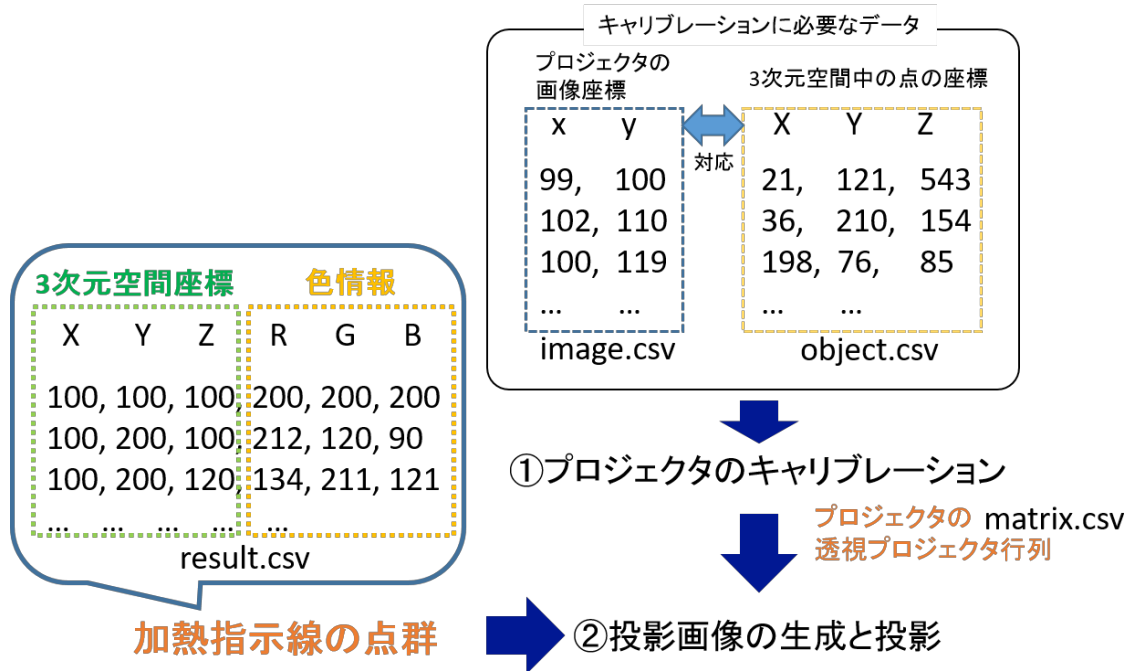 キャリブレーションに必要なデータ
プロジェクタの
画像座標
3次元空間中の点の座標
x y
X Y Z
対応
99, 100
102, 110
100, 119
... ...
21, 121, 543
36, 210, 154
198, 76, 85
... ...
image.csv
object.csv
3次元空間座標
色情報
X Y Z R G B
100, 100, 100, 200, 200, 200
100, 200, 100, 212, 120, 90
100, 200, 120, 134, 211, 121
... ... ... ... ...
result.csv
加熱指示線の点群
①プロジェクタのキャリブレーション
プロジェクタの matrix.csv
透視プロジェクタ行列
②投影画像の生成と投影